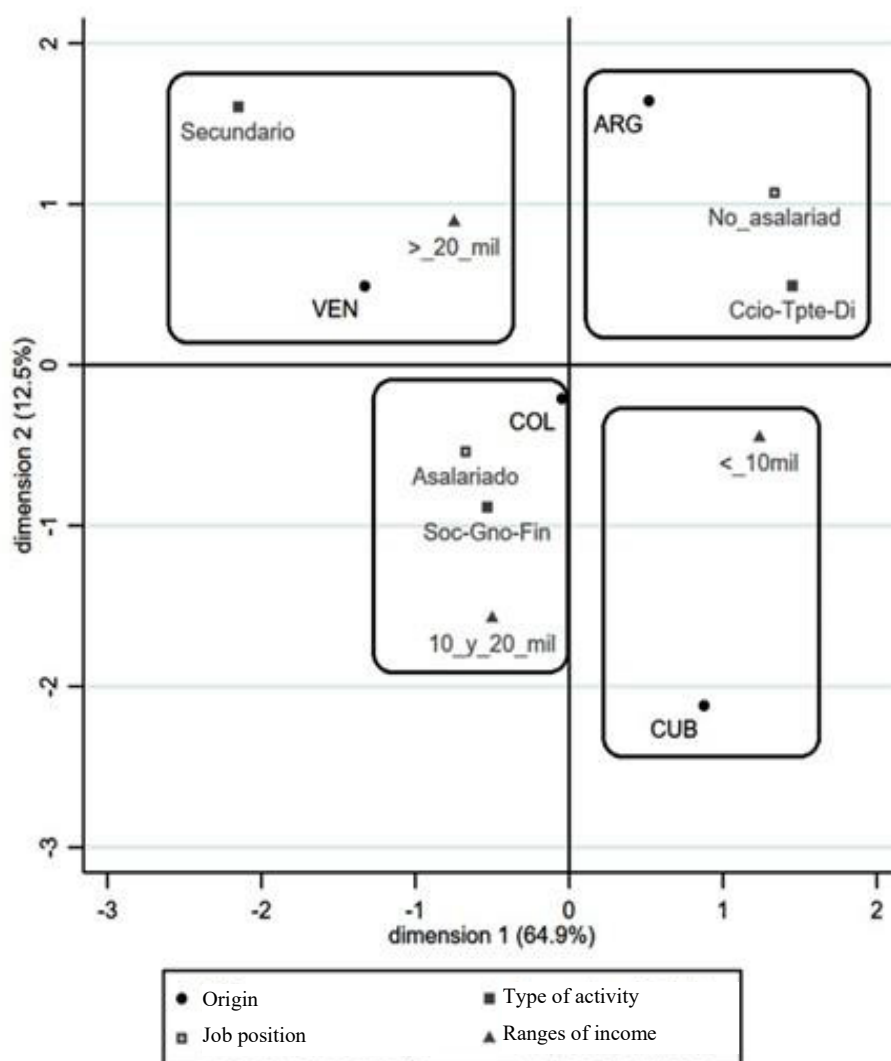 2
Secundario
ARG
>_20_mil
No_asalariad
1
VEN
Ccio-Tpte-Di
0
COL
Asalariado
<_10mil
Soc-Gno-Fin
-1
10_y_20_mil
-2
CUB
-3
dimension 2 (12.5%)
-3 -2 -1 0 1 2
dimension 1 (64.9%)
Origin Type of activity
Job position Ranges of income